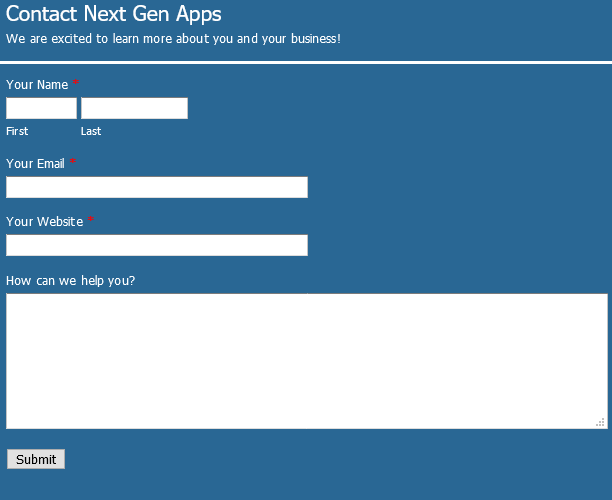 Contact Next Gen Apps
We are excited to learn more about you and your business!
Your Name *
First Last
Your Email *
Your Website *
How can we help you?
Submit